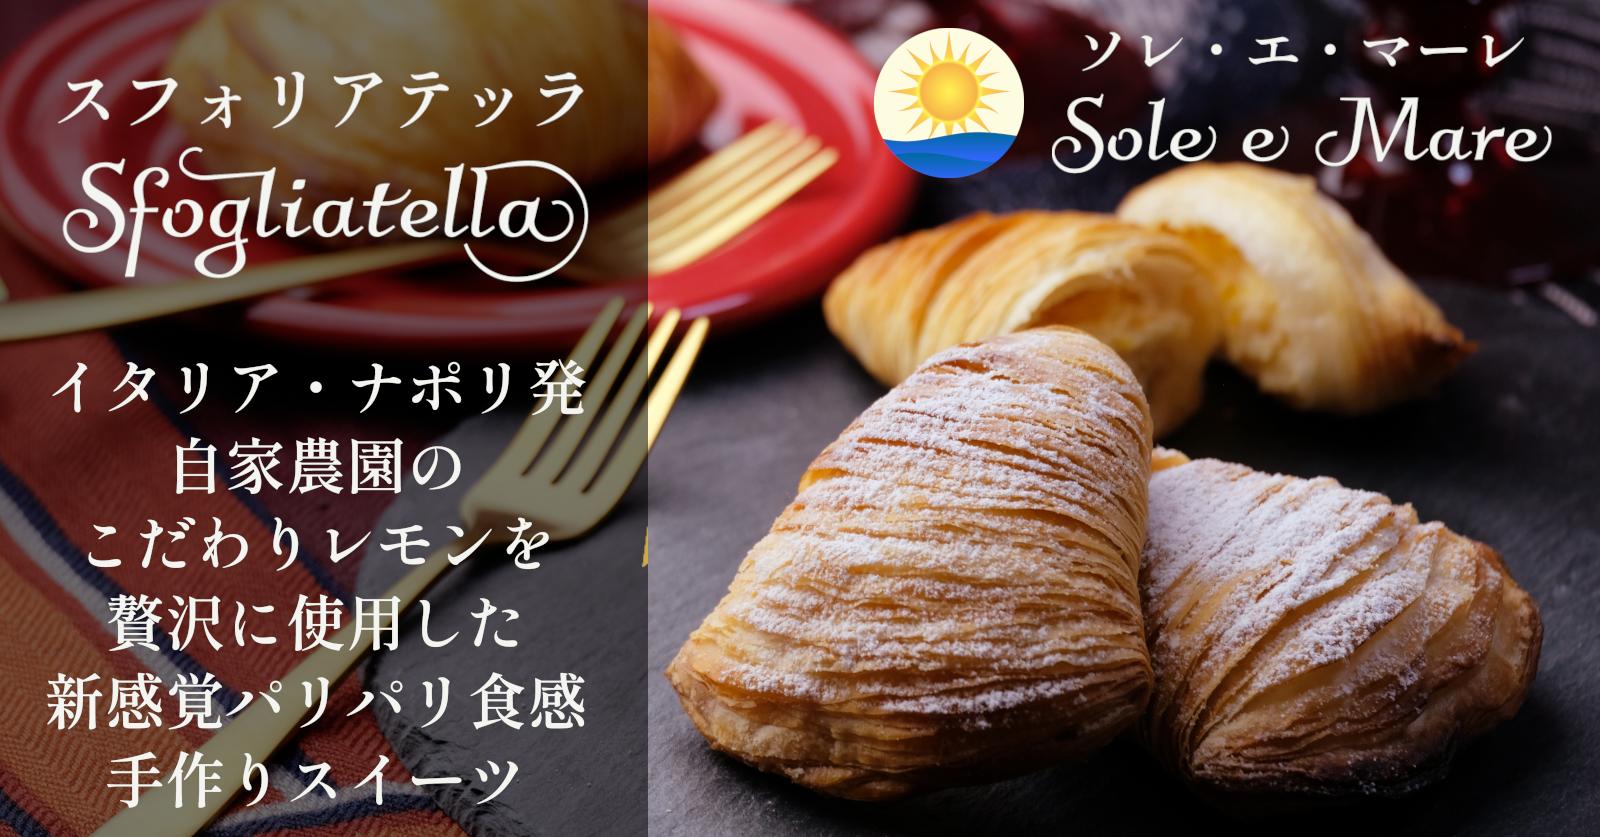 スフォリアテッラ
Sfogliatella
イタリア・ナポリ発
自家農園の
こだわりレモンを
贅沢に使用した
新感覚パリパリ食感
手作りスイーツ
ソレ・エ・マーレ
Sole e Mare